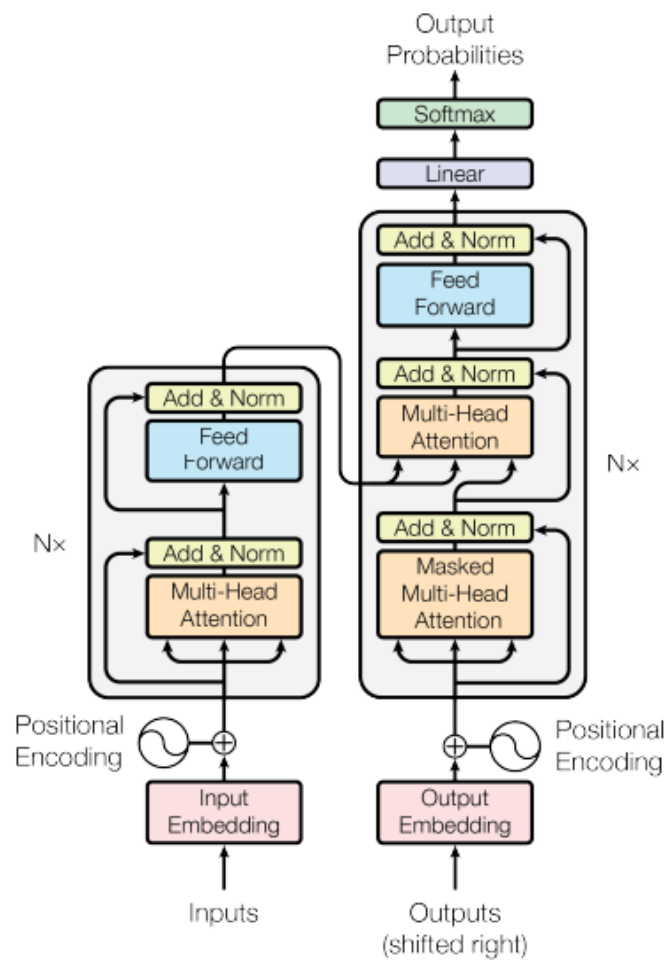 Output
Probabilities
Softmax
Linear
Add & Norm
Feed
Forward
Add & Norm
Multi-Head
Attention
Nx
Add & Norm
Masked
Multi-Head
Attention
Add & Norm
Feed
Forward
Nx
Add & Norm
Multi-Head
Attention
Positional
Encoding
Positional
Encoding
Input
Embedding
Output
Embedding
Inputs
Outputs
(shifted right)